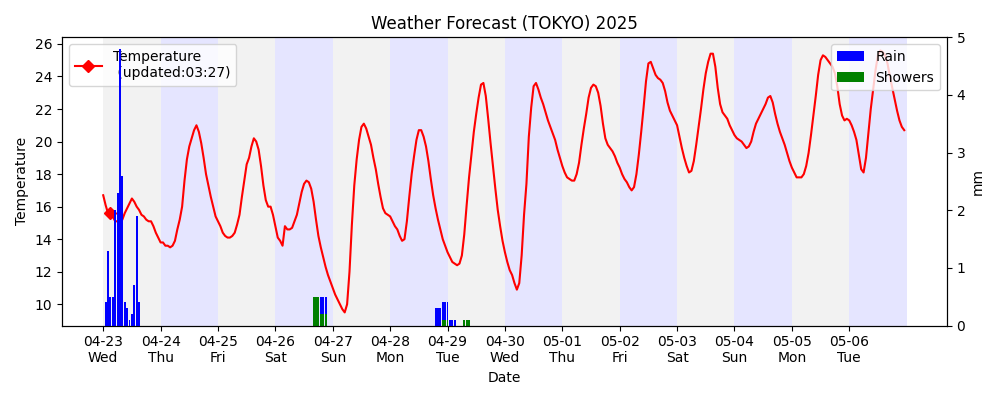 Weather Forecast (TOKYO) 2025
Temperature
(updated:03:27)
Rain
Showers
26
24
22
20
18
16
14
12
10
Temperature
5
4
3
2
1
0
mm
04-23 04-24 04-25 04-26 04-27 04-28 04-29 04-30 05-01 05-02 05-03 05-04 05-05 05-06
Wed Thu Fri Sat Sun Mon Tue Wed Thu Fri Sat Sun Mon Tue
Date